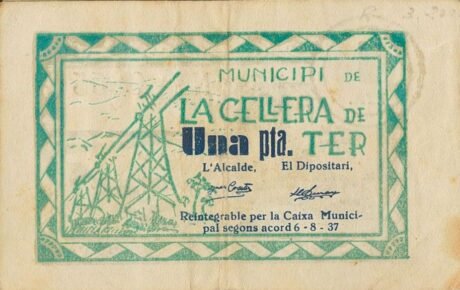 MUNICIPI DE
LA CELLERA DE
Una pta. TER
L'Alcalde, El Dipositari,
Reintegrable per la Caixa Munici-
pal segons acord 6-8-37